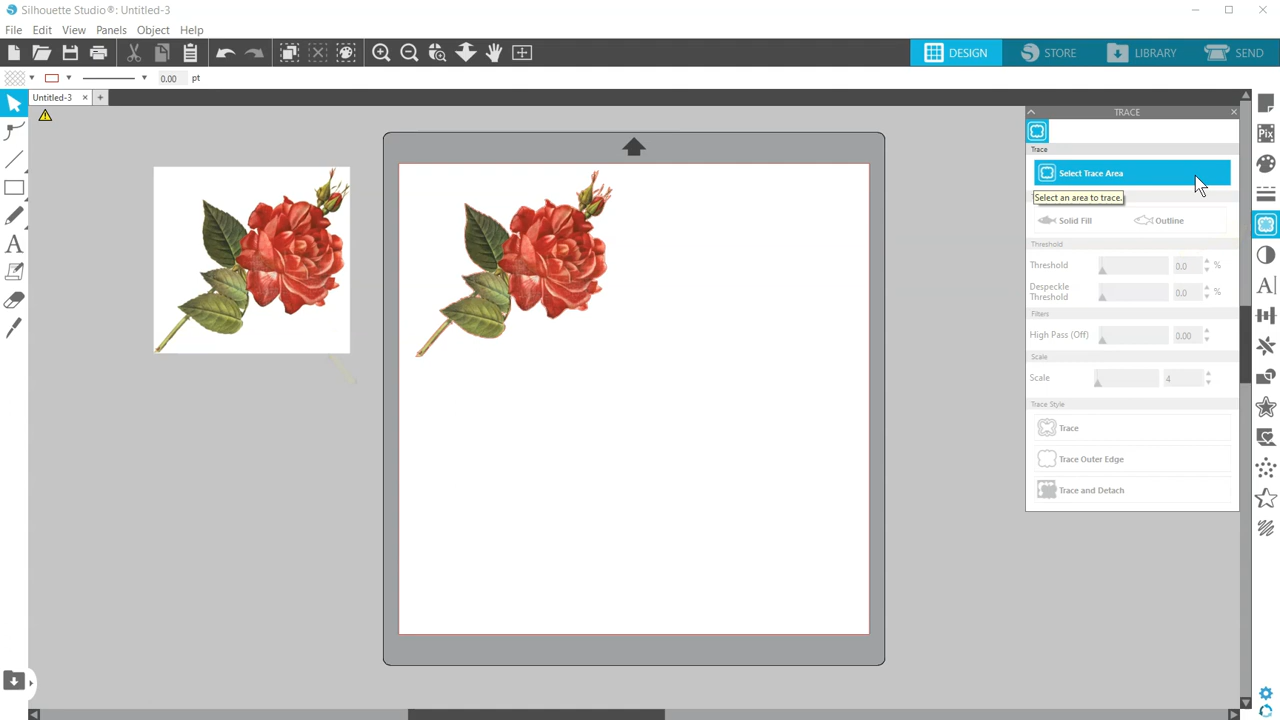 Silhouette Studio®: Untitled-3
File Edit View Panels Object Help
DESIGN STORE LIBRARY SEND
0.00 pt
Untitled-3 × +
TRACE
Trace
Select Trace Area
Select an area to trace.
Solid Fill Outline
Threshold
Threshold 0.0 %
Despeckle
Threshold 0.0 %
Filters
High Pass (Off) 0.00
Scale
Scale 4
Trace Style
Trace
Trace Outer Edge
Trace and Detach